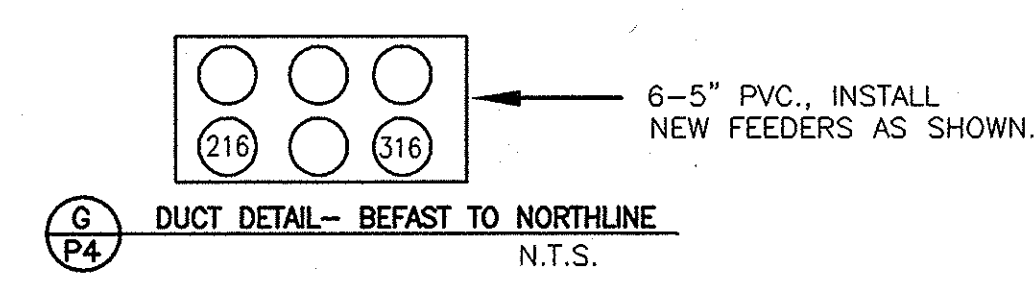 6-5" PVC., INSTALL
NEW FEEDERS AS SHOWN.
216 316
G DUCT DETAIL- BEFAST TO NORTHLINE
P4 N.T.S.